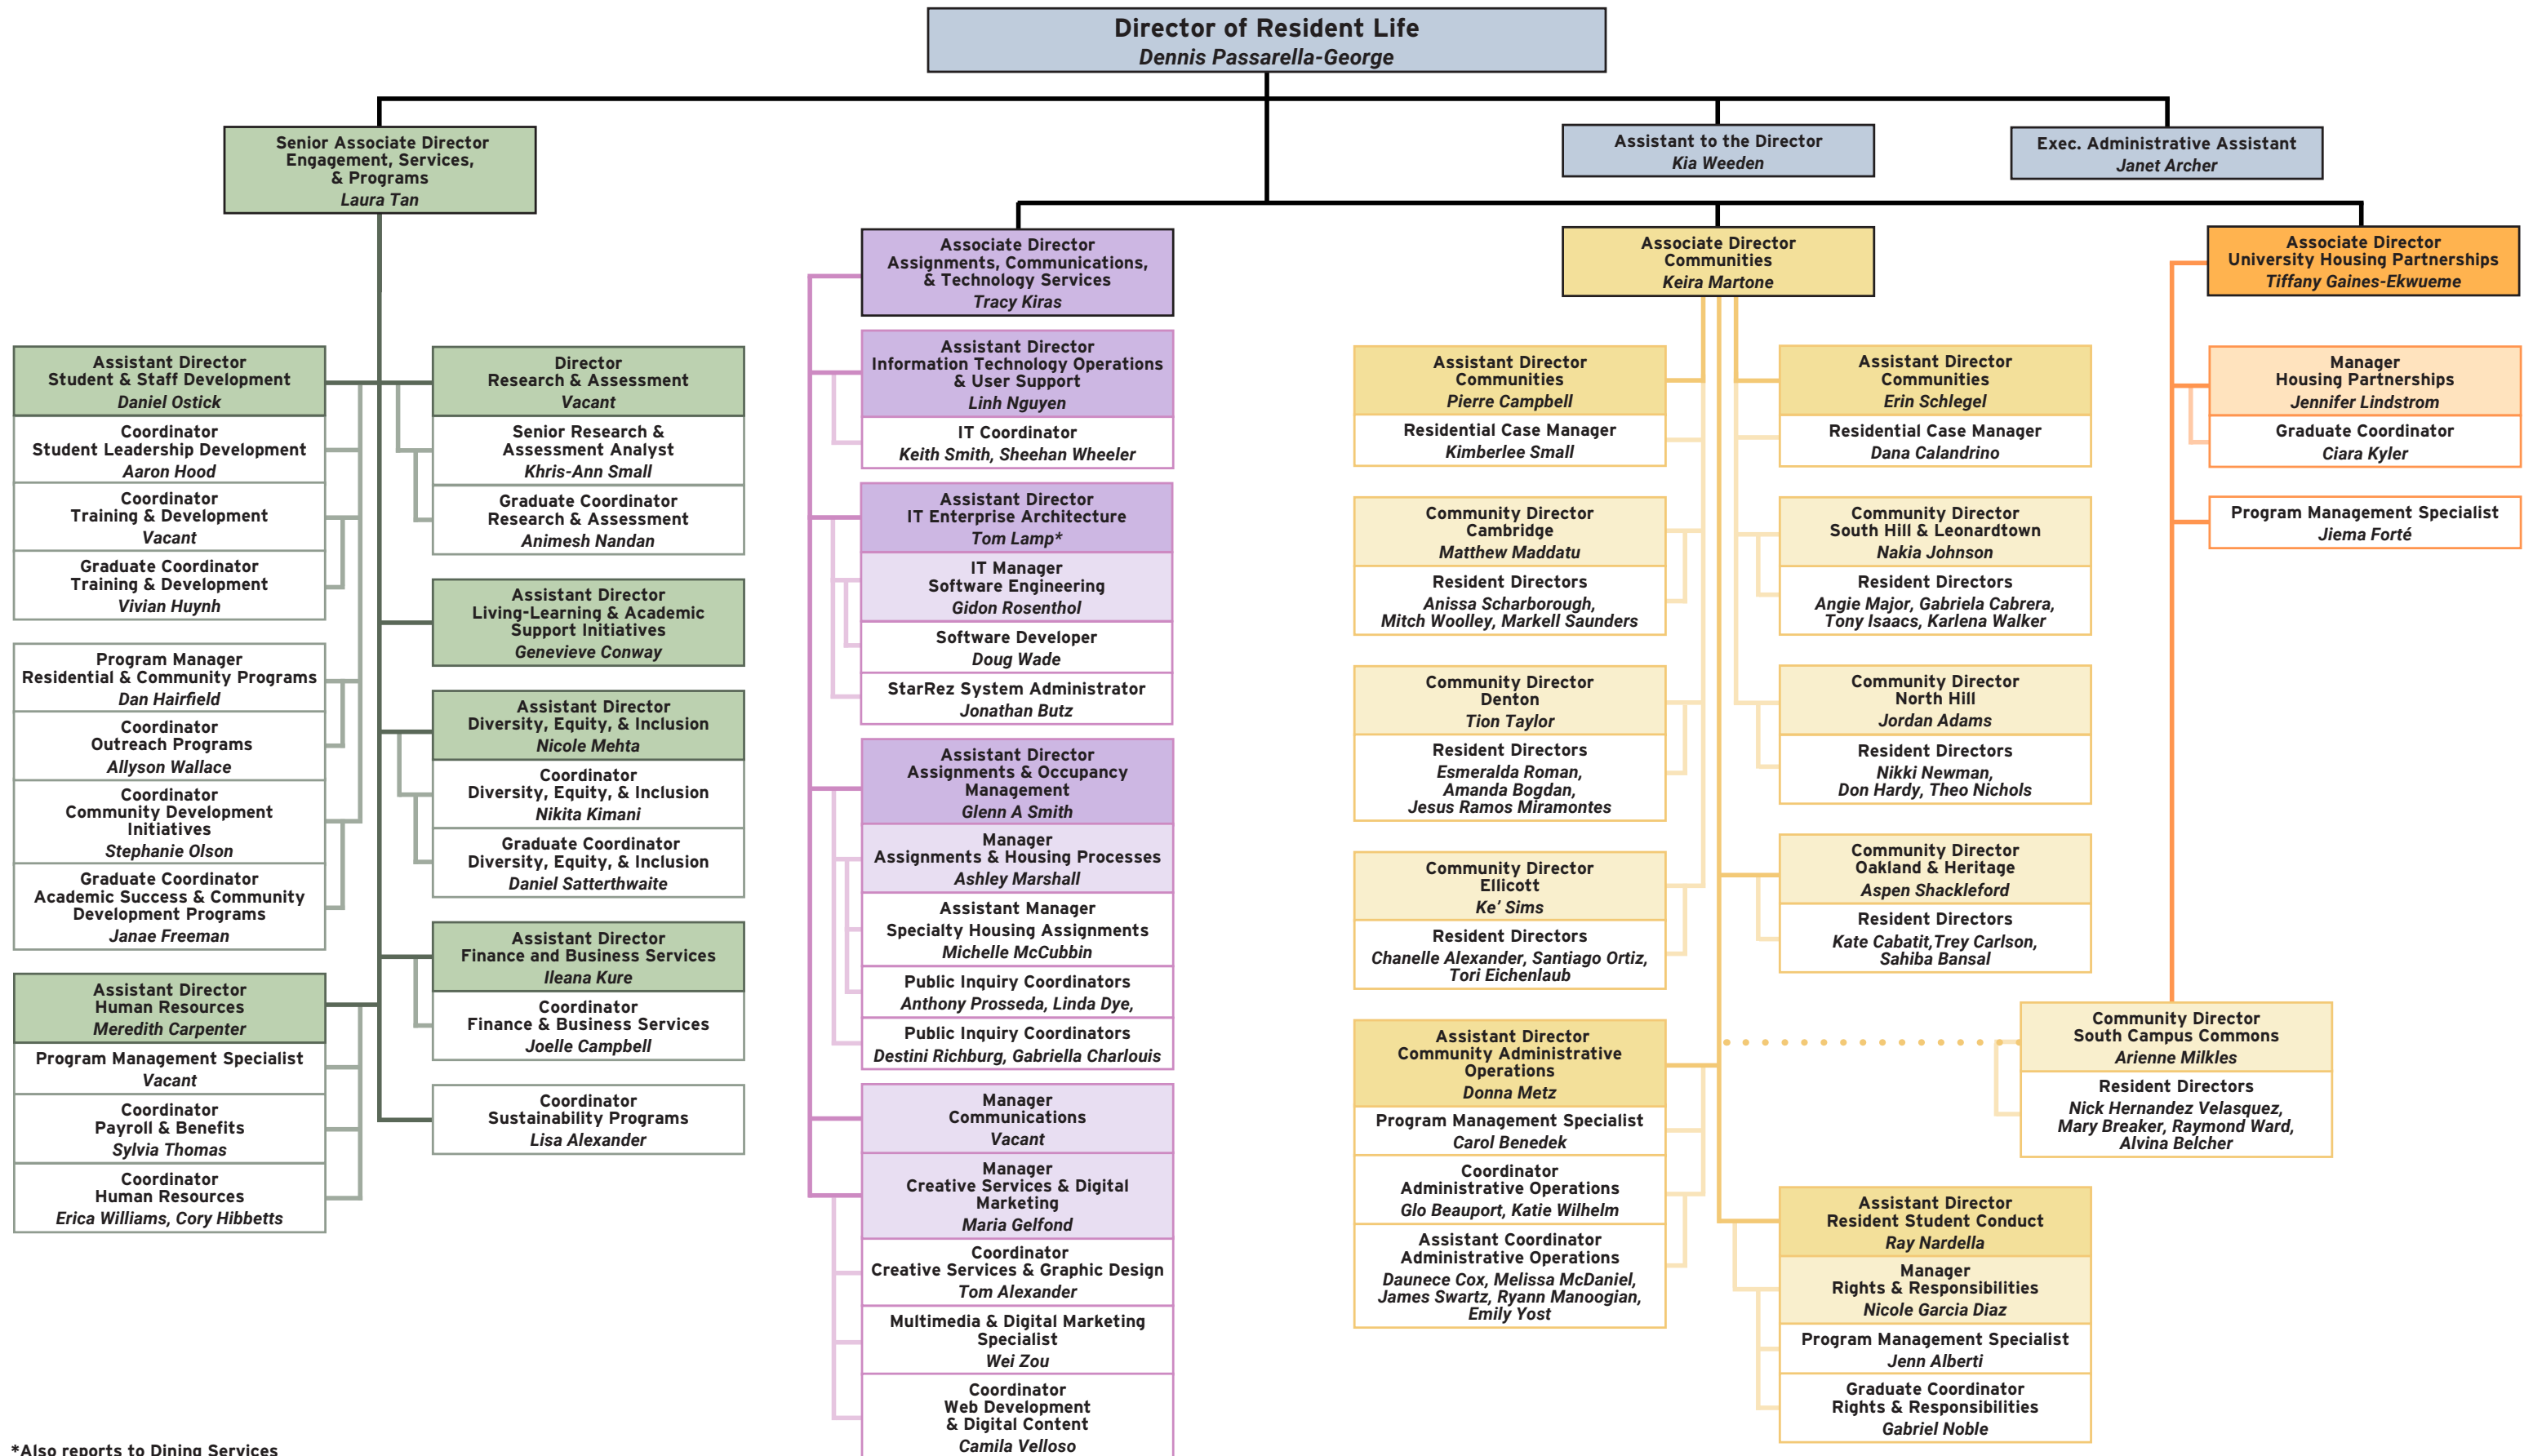 Director of Resident Life
Dennis Passarella-George
Senior Associate Director
Engagement, Services,
& Programs
Laura Tan
Assistant to the Director
Kia Weeden
Exec. Administrative Assistant
Janet Archer
Assistant Director
Student & Staff Development
Daniel Ostick
Coordinator
Student Leadership Development
Aaron Hood
Coordinator
Training & Development
Vacant
Graduate Coordinator
Training & Development
Vivian Huynh
Program Manager
Residential & Community Programs
Dan Hairfield
Coordinator
Outreach Programs
Allyson Wallace
Coordinator
Community Development
Initiatives
Stephanie Olson
Graduate Coordinator
Academic Success & Community
Development Programs
Janae Freeman
Assistant Director
Human Resources
Meredith Carpenter
Program Management Specialist
Vacant
Coordinator
Payroll & Benefits
Sylvia Thomas
Coordinator
Human Resources
Erica Williams, Cory Hibbetts
Director
Research & Assessment
Vacant
Senior Research &
Assessment Analyst
Khris-Ann Small
Graduate Coordinator
Research & Assessment
Animesh Nandan
Assistant Director
Living-Learning & Academic
Support Initiatives
Genevieve Conway
Assistant Director
Diversity, Equity, & Inclusion
Nicole Mehta
Coordinator
Diversity, Equity, & Inclusion
Nikita Kimani
Graduate Coordinator
Diversity, Equity, & Inclusion
Daniel Satterthwaite
Assistant Director
Finance and Business Services
Ileana Kure
Coordinator
Finance & Business Services
Joelle Campbell
Coordinator
Sustainability Programs
Lisa Alexander
Associate Director
Assignments, Communications,
& Technology Services
Tracy Kiras
Assistant Director
Information Technology Operations
& User Support
Linh Nguyen
IT Coordinator
Keith Smith, Sheehan Wheeler
Assistant Director
IT Enterprise Architecture
Tom Lamp*
IT Manager
Software Engineering
Gidon Rosenthol
Software Developer
Doug Wade
StarRez System Administrator
Jonathan Butz
Assistant Director
Assignments & Occupancy
Management
Glenn A Smith
Manager
Assignments & Housing Processes
Ashley Marshall
Assistant Manager
Specialty Housing Assignments
Michelle McCubbin
Public Inquiry Coordinators
Anthony Prosseda, Linda Dye,
Public Inquiry Coordinators
Destini Richburg, Gabriella Charlouis
Manager
Communications
Vacant
Manager
Creative Services & Digital
Marketing
Maria Gelfond
Coordinator
Creative Services & Graphic Design
Tom Alexander
Multimedia & Digital Marketing
Specialist
Wei Zou
Coordinator
Web Development
& Digital Content
Camila Velloso
Associate Director
Communities
Keira Martone
Assistant Director
Communities
Pierre Campbell
Residential Case Manager
Kimberlee Small
Community Director
Cambridge
Matthew Maddatu
Resident Directors
Anissa Scharborough,
Mitch Woolley, Markell Saunders
Community Director
Denton
Tion Taylor
Resident Directors
Esmeralda Roman,
Amanda Bogdan,
Jesus Ramos Miramontes
Community Director
Ellicott
Ke’ Sims
Resident Directors
Chanelle Alexander, Santiago Ortiz,
Tori Eichenlaub
Assistant Director
Community Administrative
Operations
Donna Metz
Program Management Specialist
Carol Benedek
Coordinator
Administrative Operations
Glo Beauport, Katie Wilhelm
Assistant Coordinator
Administrative Operations
Daunece Cox, Melissa McDaniel,
James Swartz, Ryann Manoogian,
Emily Yost
Assistant Director
Communities
Erin Schlegel
Residential Case Manager
Dana Calandrino
Community Director
South Hill & Leonardtown
Nakia Johnson
Resident Directors
Angie Major, Gabriela Cabrera,
Tony Isaacs, Karlena Walker
Community Director
North Hill
Jordan Adams
Resident Directors
Nikki Newman,
Don Hardy, Theo Nichols
Community Director
Oakland & Heritage
Aspen Shackleford
Resident Directors
Kate Cabatit,Trey Carlson,
Sahiba Bansal
Assistant Director
Resident Student Conduct
Ray Nardella
Manager
Rights & Responsibilities
Nicole Garcia Diaz
Program Management Specialist
Jenn Alberti
Graduate Coordinator
Rights & Responsibilities
Gabriel Noble
Associate Director
University Housing Partnerships
Tiffany Gaines-Ekwueme
Manager
Housing Partnerships
Jennifer Lindstrom
Graduate Coordinator
Ciara Kyler
Program Management Specialist
Jiema Forté
Community Director
South Campus Commons
Arienne Milkles
Resident Directors
Nick Hernandez Velasquez,
Mary Breaker, Raymond Ward,
Alvina Belcher
*Also reports to Dining Services